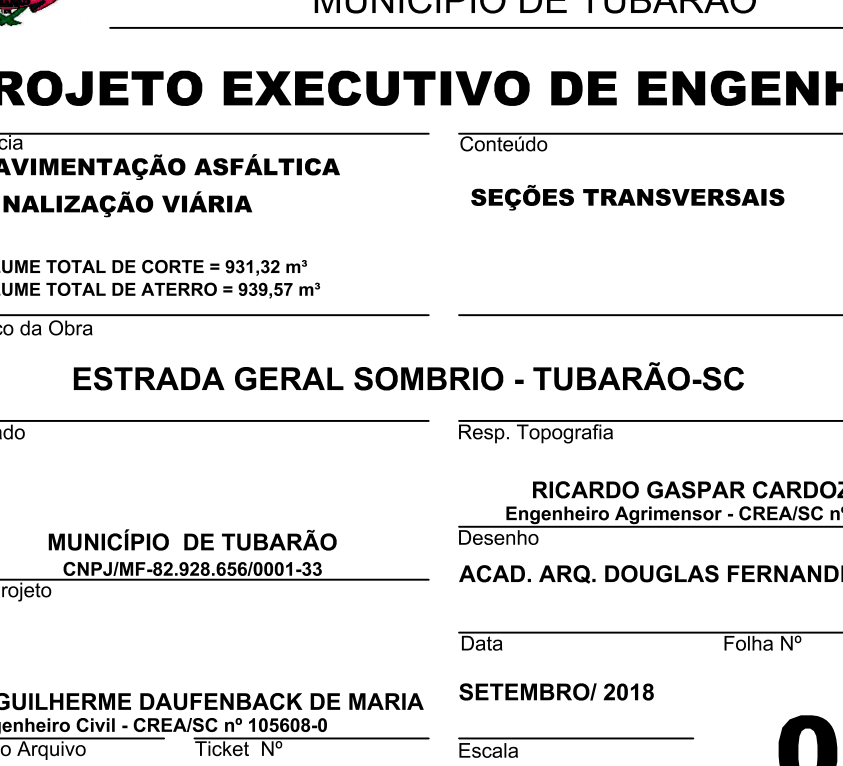 MUNICÍPIO DE TUBARÃO
ROJETO EXECUTIVO DE ENGENH
cia
AVIMENTAÇÃO ASFÁLTICA
NALIZAÇÃO VIÁRIA
UME TOTAL DE CORTE = 931,32 m³
UME TOTAL DE ATERRO = 939,57 m³
Conteúdo
SEÇÕES TRANSVERSAIS
ço da Obra
ESTRADA GERAL SOMBRIO - TUBARÃO-SC
ado
MUNICÍPIO DE TUBARÃO
CNPJ/MF-82.928.656/0001-33
Resp. Topografia
RICARDO GASPAR CARDOZ
Engenheiro Agrimensor - CREA/SC nº
Desenho
ACAD. ARQ. DOUGLAS FERNAND
rojeto
GUILHERME DAUFENBACK DE MARIA
genheiro Civil - CREA/SC nº 105608-0
Data
Folha Nº
SETEMBRO/ 2018
o Arquivo
Ticket Nº
Escala
0